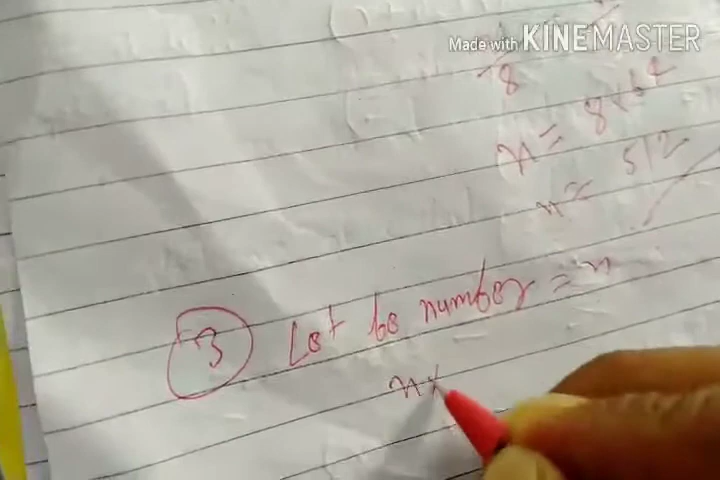 Made with KINEMASTER
8
x = 8 × 64
x = 512
3 Let be number = x
x ×